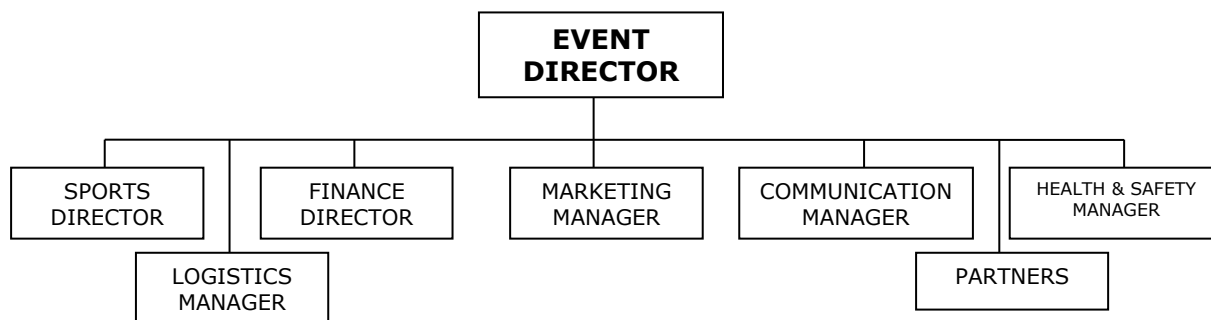 EVENT
DIRECTOR
SPORTS
DIRECTOR
FINANCE
DIRECTOR
MARKETING
MANAGER
COMMUNICATION
MANAGER
HEALTH & SAFETY
MANAGER
LOGISTICS
MANAGER
PARTNERS